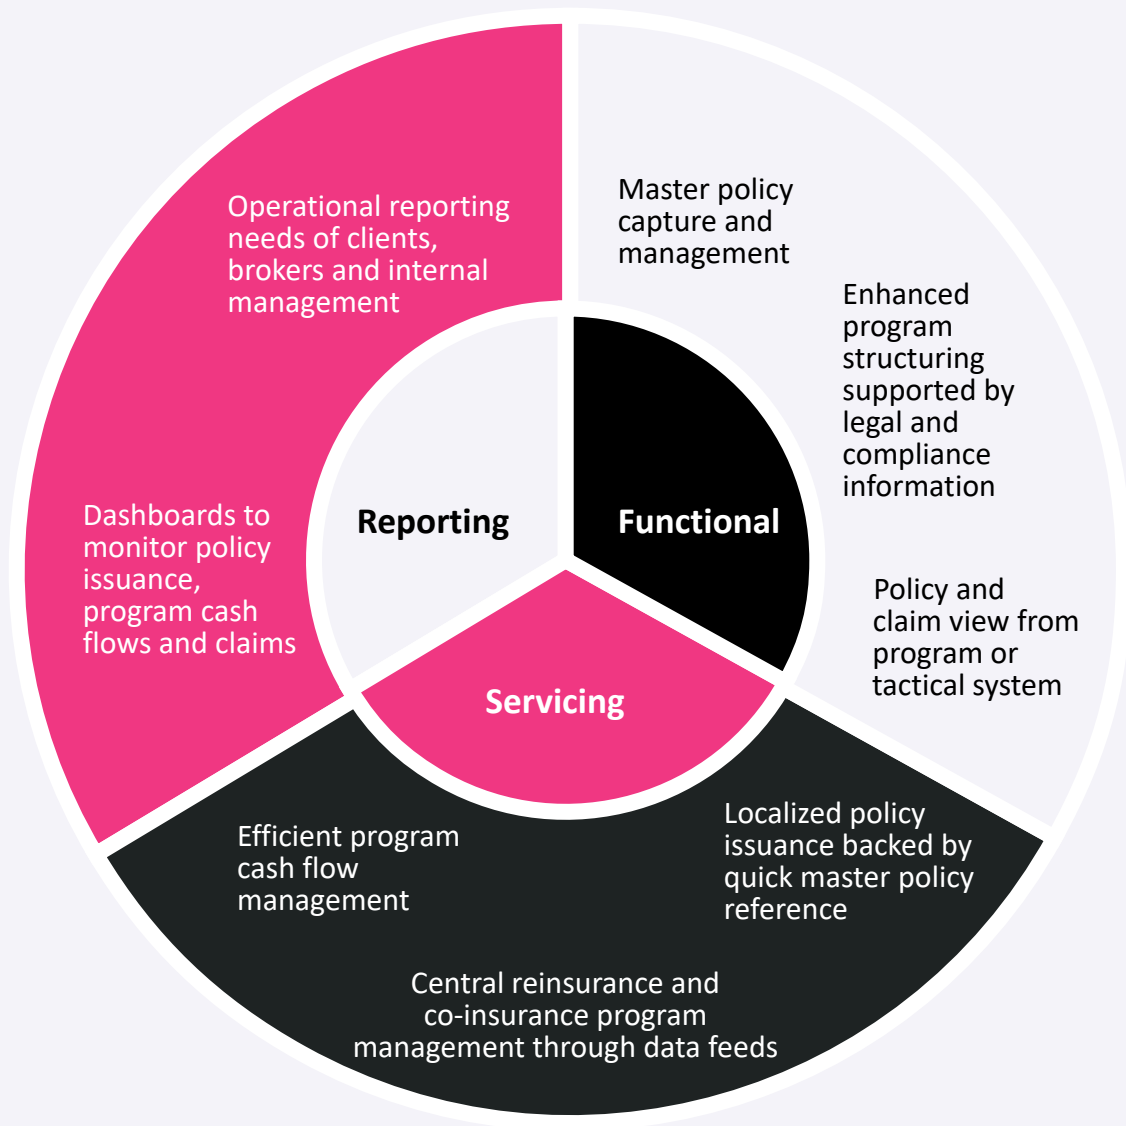 Operational reporting
needs of clients,
brokers and internal
management
Dashboards to
monitor policy
issuance,
program cash
flows and claims
Reporting
Functional
Servicing
Master policy
capture and
management
Enhanced
program
structuring
supported by
legal and
compliance
information
Policy and
claim view from
program or
tactical system
Localized policy
issuance backed by
quick master policy
reference
Central reinsurance and
co-insurance program
management through data feeds
Efficient program
cash flow
management